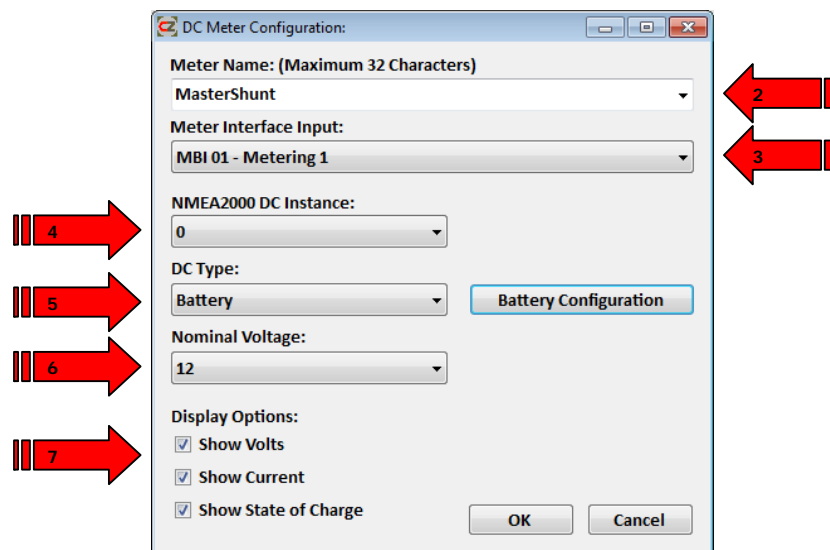 DC Meter Configuration:
Meter Name: (Maximum 32 Characters)
MasterShunt
2
Meter Interface Input:
MBI 01 - Metering 1
3
NMEA2000 DC Instance:
4
0
DC Type:
5
Battery
Battery Configuration
Nominal Voltage:
6
12
Display Options:
Show Volts
7
Show Current
Show State of Charge
OK
Cancel